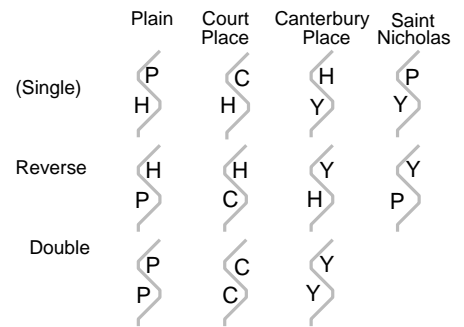 Plain Court Place Canterbury Place Saint Nicholas
(Single)
P C H P
H H Y Y
Reverse
H H Y Y
P C H P
Double
P C Y
P C Y